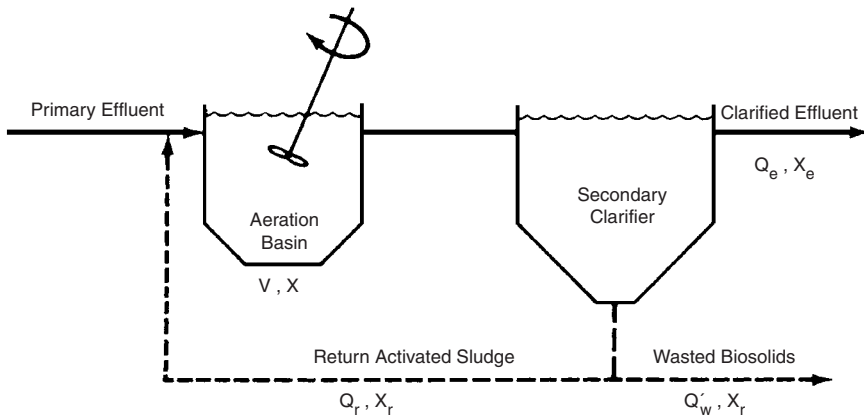 Primary Effluent
Clarified Effluent
Qe , Xe
Secondary
Clarifier
Aeration
Basin
V , X
Return Activated Sludge
Wasted Biosolids
Qr , Xr
Q′w , Xr